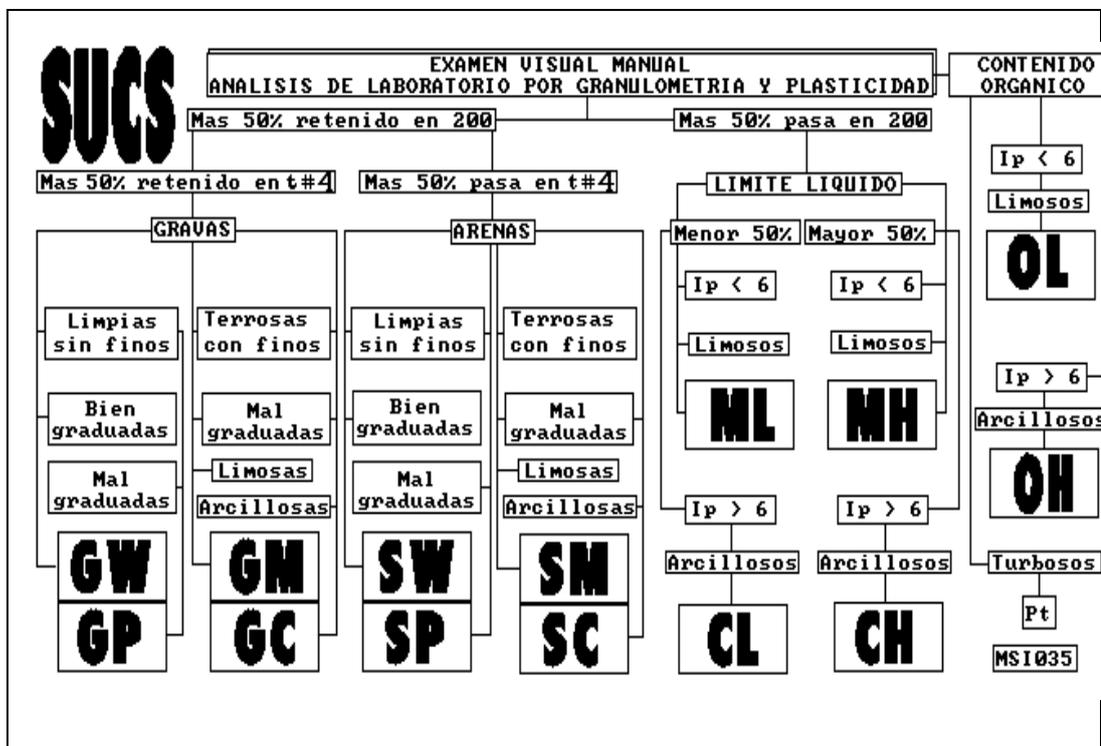 SUCS
EXAMEN VISUAL MANUAL
ANALISIS DE LABORATORIO POR GRANULOMETRIA Y PLASTICIDAD
CONTENIDO
ORGANICO
Mas 50% retenido en 200
Mas 50% pasa en 200
Mas 50% retenido en t#4
Mas 50% pasa en t#4
GRAVAS
ARENAS
Limpias
sin finos
Terrosas
con finos
Limpias
sin finos
Terrosas
con finos
Bien
graduadas
Mal
graduadas
Bien
graduadas
Mal
graduadas
Mal
graduadas
Limosas
Arcillosas
Mal
graduadas
Limosas
Arcillosas
GW
GP
GM
GC
SW
SP
SM
SC
LIMITE LIQUIDO
Menor 50%
Mayor 50%
Ip < 6
Limosos
ML
Ip < 6
Limosos
MH
Ip > 6
Arcillosos
CL
Ip > 6
Arcillosos
CH
Ip < 6
Limosos
OL
Ip > 6
Arcillosos
OH
Turbosos
Pt
MSI035